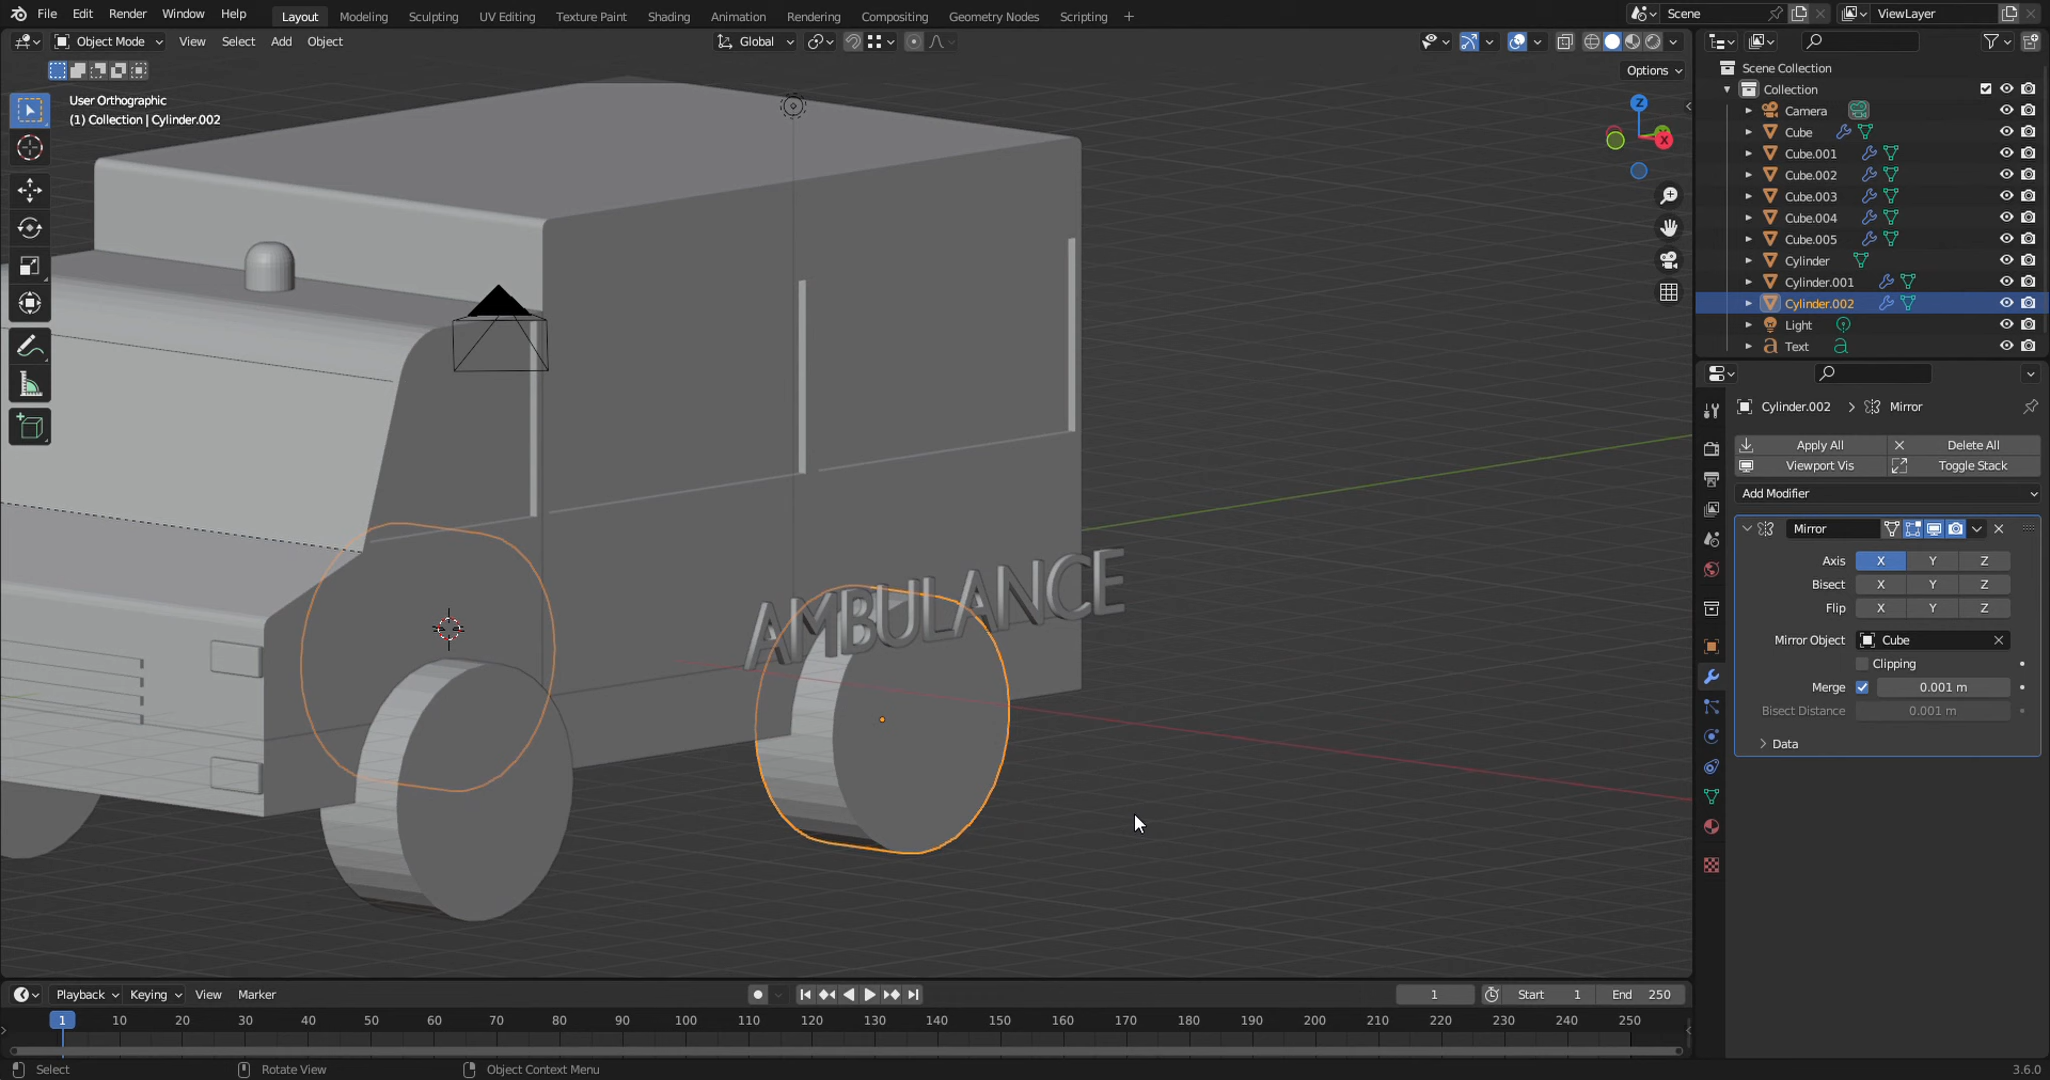 File Edit Render Window Help Layout Modeling Sculpting UV Editing Texture Paint Shading Animation Rendering Compositing Geometry Nodes Scripting + Scene ViewLayer
Object Mode View Select Add Object Global
Options
User Orthographic
(1) Collection | Cylinder.002
Z
X
AMBULANCE
Scene Collection
Collection
Camera
Cube
Cube.001
Cube.002
Cube.003
Cube.004
Cube.005
Cylinder
Cylinder.001
Cylinder.002
Light
Text
Cylinder.002 > Mirror
Apply All Delete All
Viewport Vis Toggle Stack
Add Modifier
Mirror
Axis X Y Z
Bisect X Y Z
Flip X Y Z
Mirror Object Cube
Clipping
Merge 0.001 m
Bisect Distance 0.001 m
Data
Playback Keying View Marker 1 Start 1 End 250
1 10 20 30 40 50 60 70 80 90 100 110 120 130 140 150 160 170 180 190 200 210 220 230 240 250
Select Rotate View Object Context Menu 3.6.0